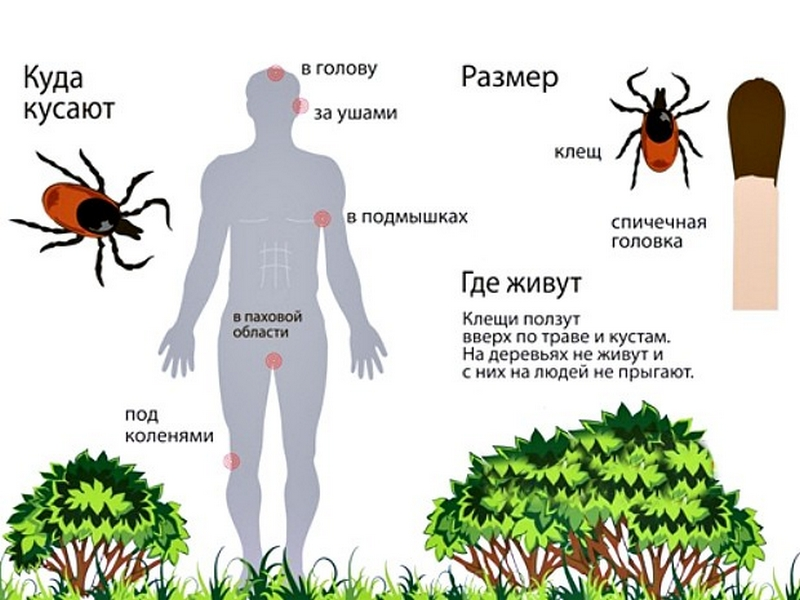 Куда
кусают
в голову
за ушами
в подмышках
в паховой
области
под
коленями
Размер
клещ
спичечная
головка
Где живут
Клещи ползут
вверх по траве и кустам.
На деревьях не живут и
с них на людей не прыгают.